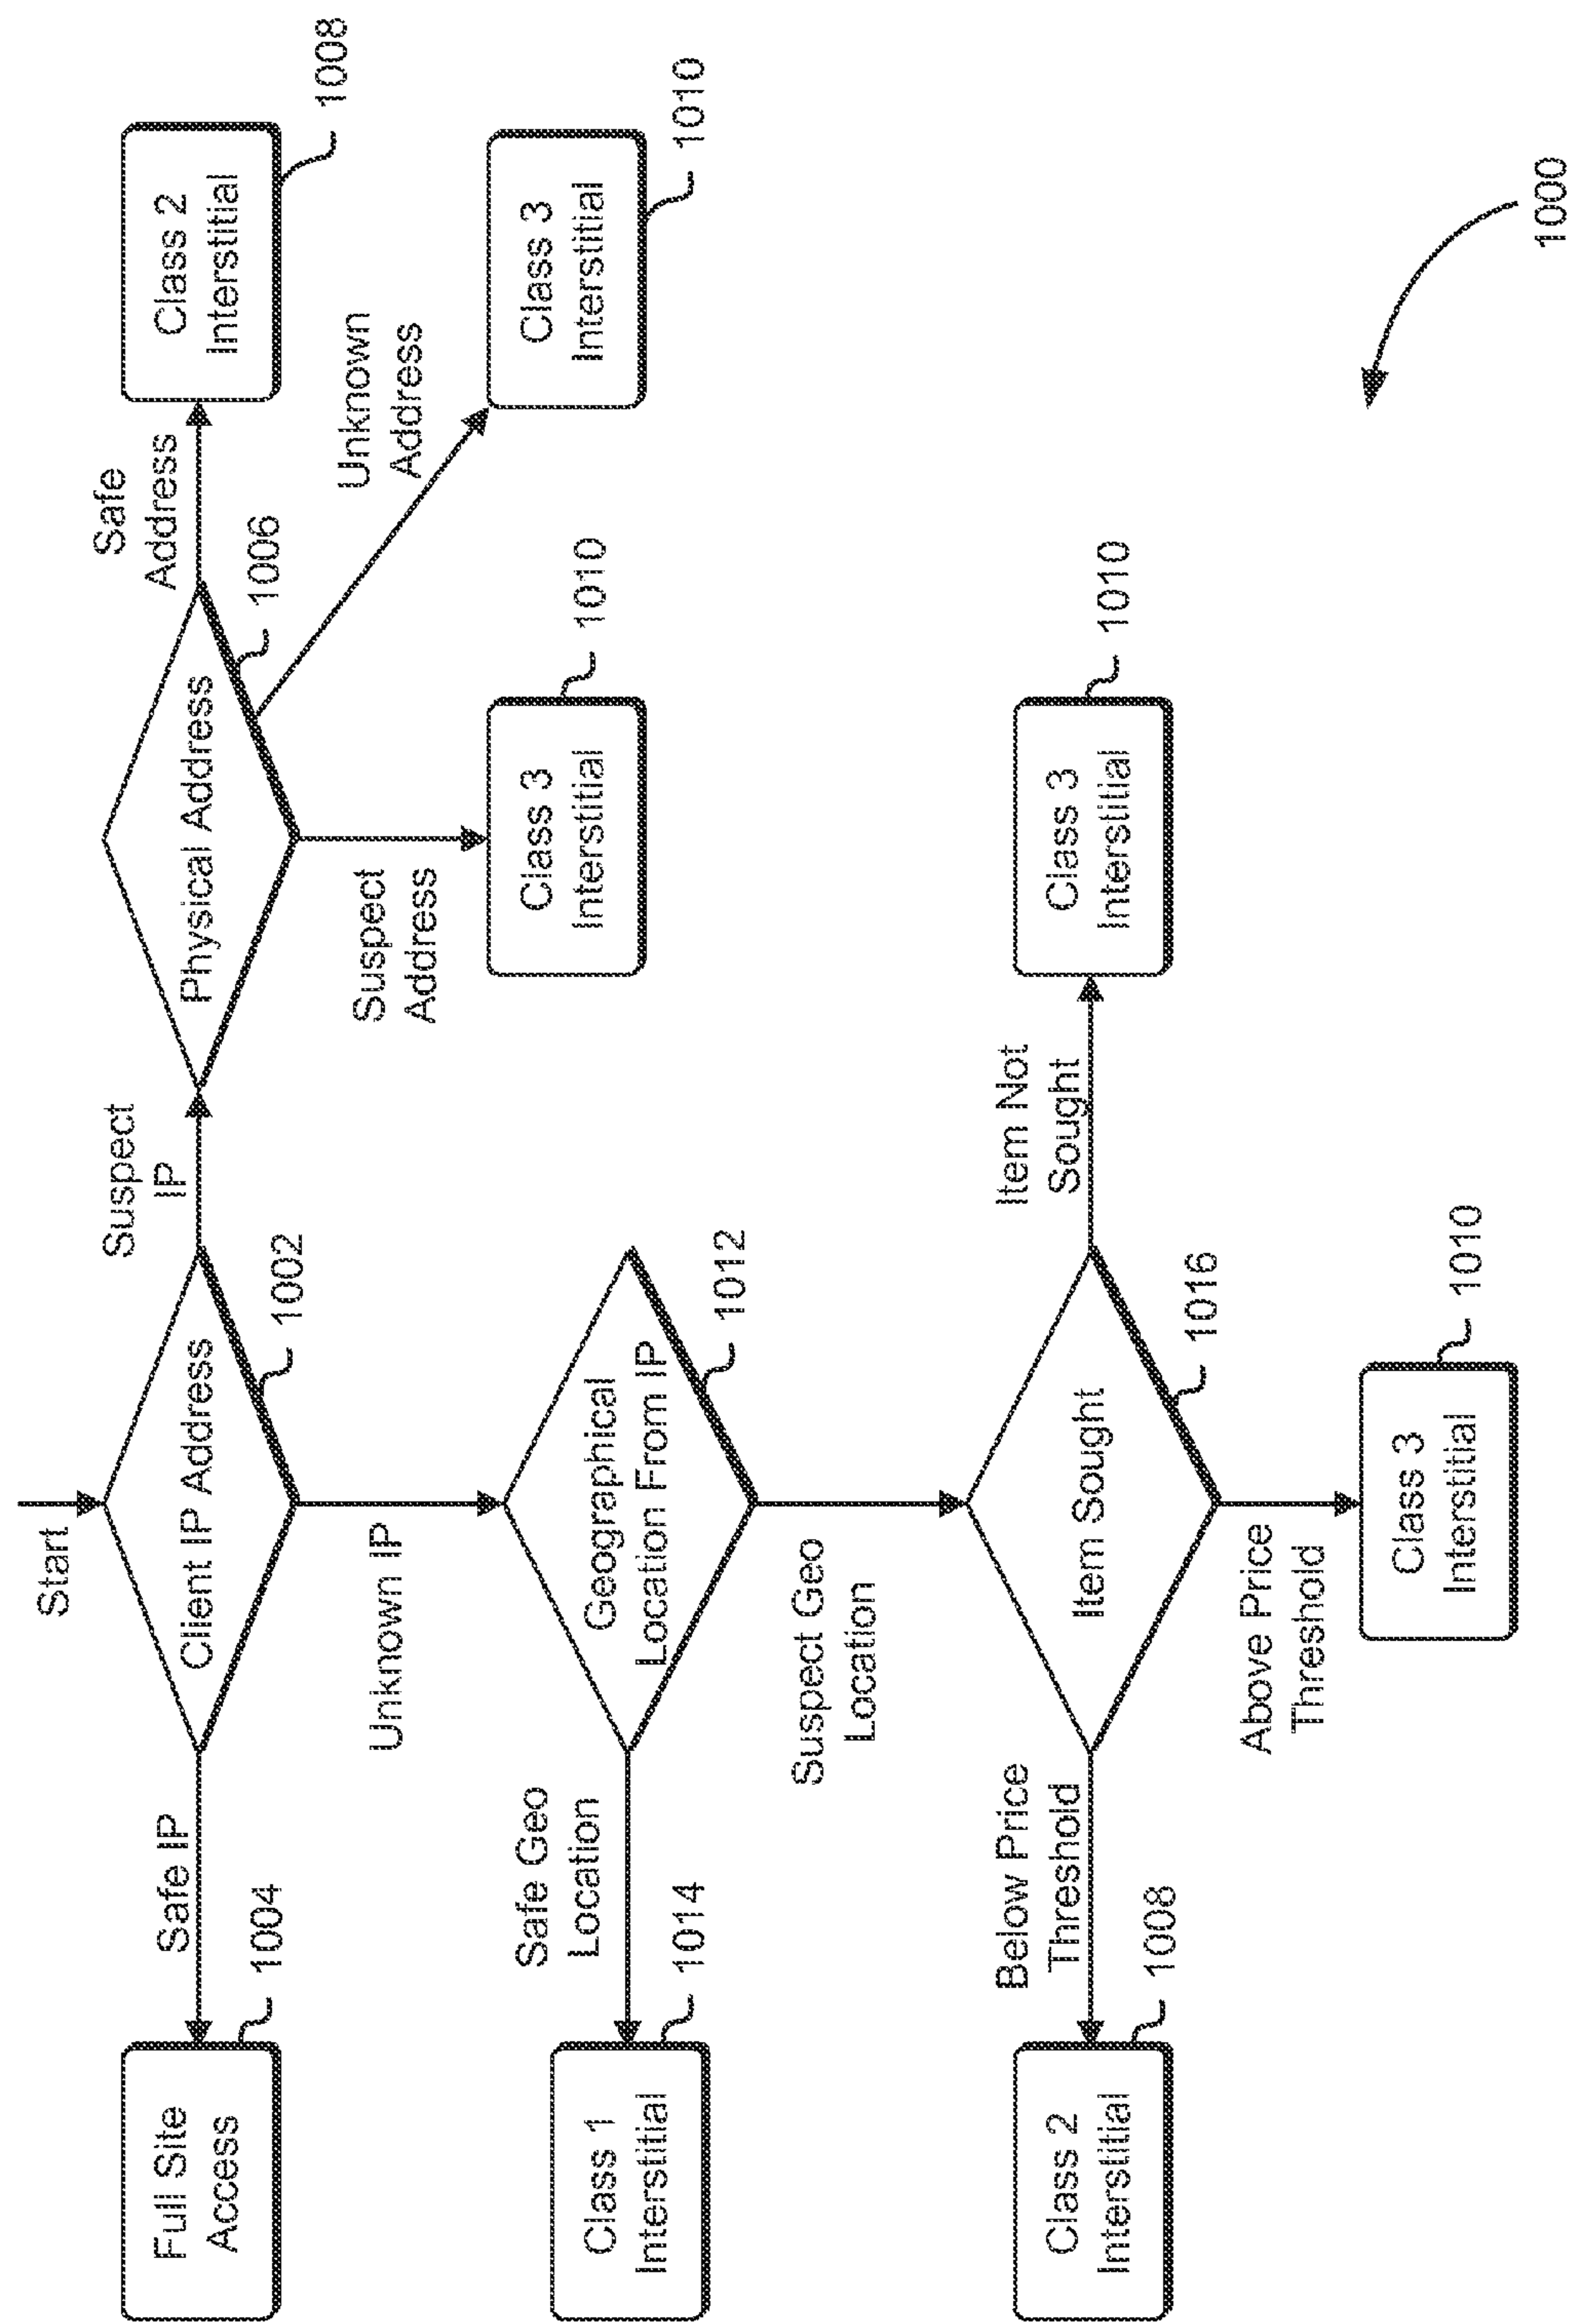 Start
Safe IP
Suspect
IP
Safe
Address
Full Site
Access
Client IP Address
Physical Address
Class 2
Interstitial
1004
1002
1006
1008
Unknown IP
Suspect
Address
Unknown
Address
Safe Geo
Location
Class 1
Interstitial
Geographical
Location From IP
Class 3
Interstitial
1010
Class 3
Interstitial
1010
1014
1012
Suspect Geo
Location
Below Price
Threshold
Item Not
Sought
Class 2
Interstitial
Item Sought
Class 3
Interstitial
1010
1008
1016
Above Price
Threshold
Class 3
Interstitial
1010
1000